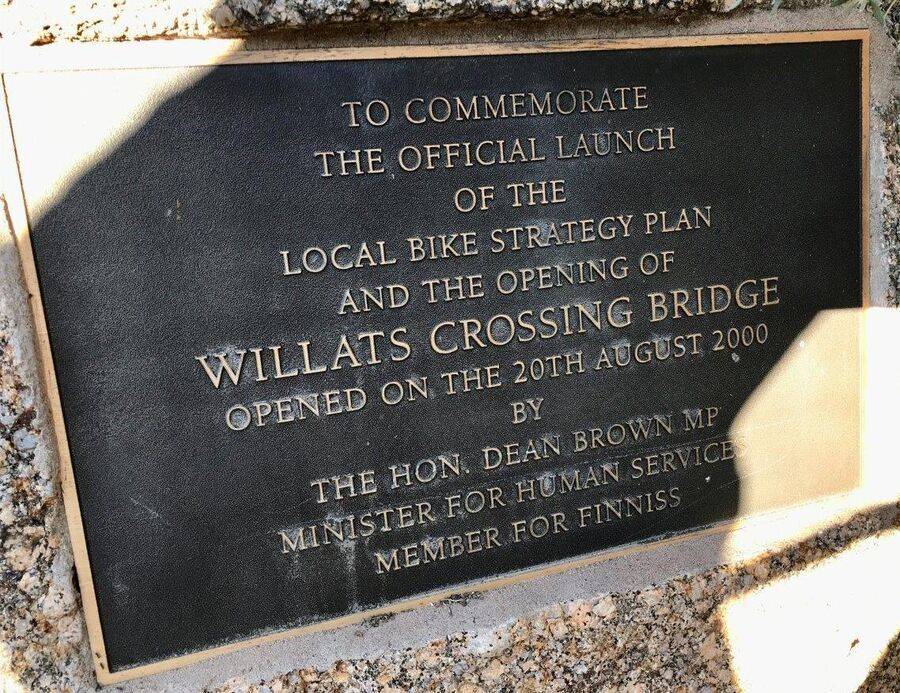 TO COMMEMORATE
THE OFFICIAL LAUNCH
OF THE
LOCAL BIKE STRATEGY PLAN
AND THE OPENING OF
WILLATS CROSSING BRIDGE
OPENED ON THE 20TH AUGUST 2000
BY
THE HON. DEAN BROWN MP
MINISTER FOR HUMAN SERVICES
MEMBER FOR FINNISS